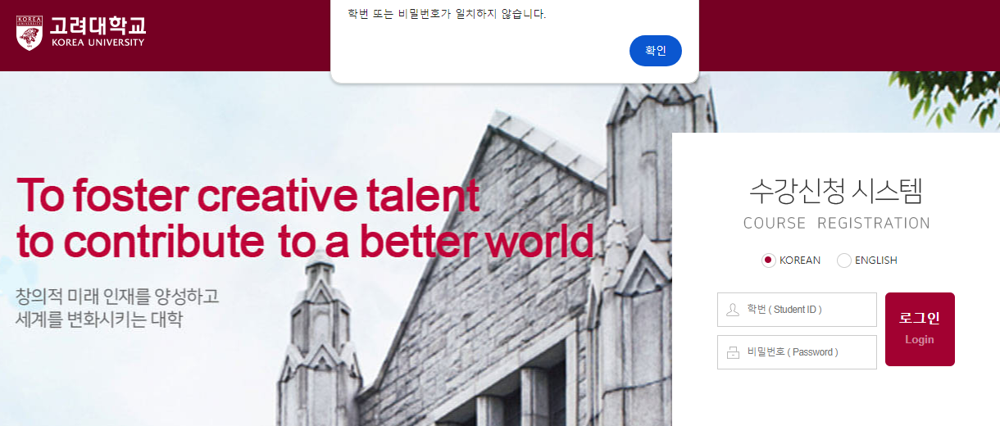 KOREA
UNIVERSITY
고려대학교
KOREA UNIVERSITY
학번 또는 비밀번호가 일치하지 않습니다.
확인
To foster creative talent
to contribute to a better world
창의적 미래 인재를 양성하고
세계를 변화시키는 대학
수강신청 시스템
COURSE REGISTRATION
KOREAN ENGLISH
학번 ( Student ID )
비밀번호 ( Password )
로그인
Login